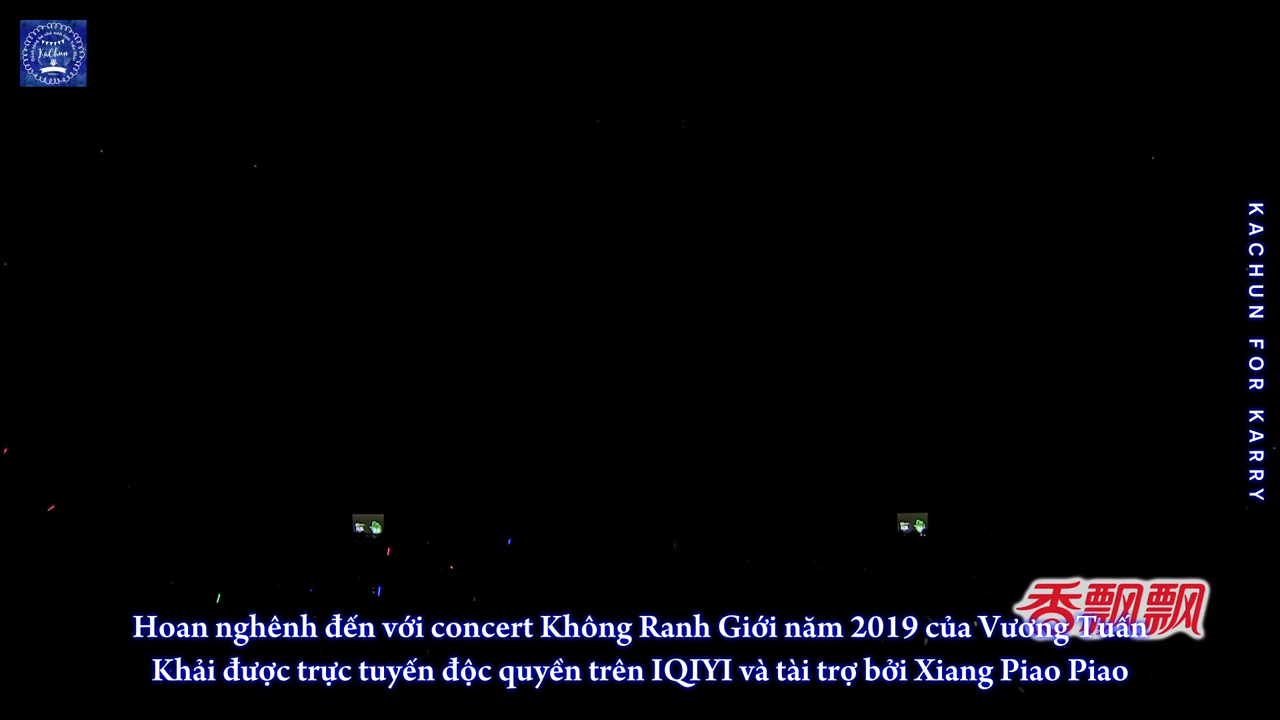 KaChun
KACHUN FOR KARRY
香飘飘
Hoan nghênh đến với concert Không Ranh Giới năm 2019 của Vương Tuấn
Khải được trực tuyến độc quyền trên IQIYI và tài trợ bởi Xiang Piao Piao